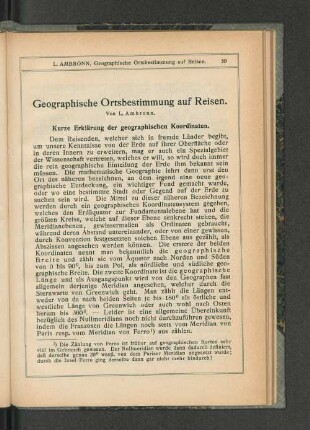 L. AMBRONN, Geographische Ortsbestimmung auf Reisen. 39
Geographische Ortsbestimmung auf Reisen.
Von L. Ambronn.
Kurze Erklärung der geographischen Koordinaten.
Dem Reisenden, welcher sich in fremde Länder begibt,
um unsere Kenntnisse von der Erde auf ihrer Oberfläche oder
in deren Innern zu erweitern, mag er auch ein Spezialgebiet
der Wissenschaft vertreten, welches er will, so wird doch immer
die rein geographische Einteilung der Erde ihm bekannt sein
müssen. Die mathematische Geographie lehrt dann uns den
Ort des näheren bezeichnen, an dem irgend eine neue geo-
graphische Entdeckung, ein wichtiger Fund gemacht wurde,
oder wo eine bestimmte Stadt oder Gegend auf der Erde zu
suchen sein wird. Die Mittel zu dieser näheren Bezeichnung
werden durch ein geographisches Koordinatensystem gegeben,
welches den Erdäquator zur Fundamentalebene hat und die
größten Kreise, welche auf dieser Ebene senkrecht stehen, die
Meridianebenen, gewissermaßen als Ordinaten gebraucht,
während deren Abstand untereinander, oder von einer gewissen,
durch Konvention festgesetzten solchen Ebene aus gezählt, als
Abszissen angesehen werden können. Die erstere der beiden
Koordinaten nennt man bekanntlich die geographische
Breite und zählt sie vom Äquator nach Norden und Süden
von 0 bis 90°, bis zum Pol, als nördliche und südliche geo-
graphische Breite. Die zweite Koordinate ist die geographische
Länge und als Ausgangspunkt wird von den Geographen fast
allgemein derjenige Meridian angesehen, welcher durch die
Sternwarte von Greenwich geht. Man zählt die Längen ent-
weder von da nach beiden Seiten je bis 180° als östliche und
westliche Länge von Greenwich oder auch wohl nach Osten
herum bis 360°. — Leider ist eine allgemeine Übereinkunft
bezüglich des Nullmeridians noch nicht durchzuführen gewesen,
indem die Franzosen die Längen noch stets vom Meridian von
Paris resp. vom Meridian von Ferro¹) aus zählen.
¹) Die Zählung von Ferro ist früher auf geographischen Karten sehr
viel im Gebrauch gewesen. Der Nullmeridian wurde dann dadurch definiert,
daß derselbe genau 20° westl. von dem Pariser Meridian angesetzt wurde;
durch die Insel Ferro ging derselbe dann gar nicht mehr hindurch!